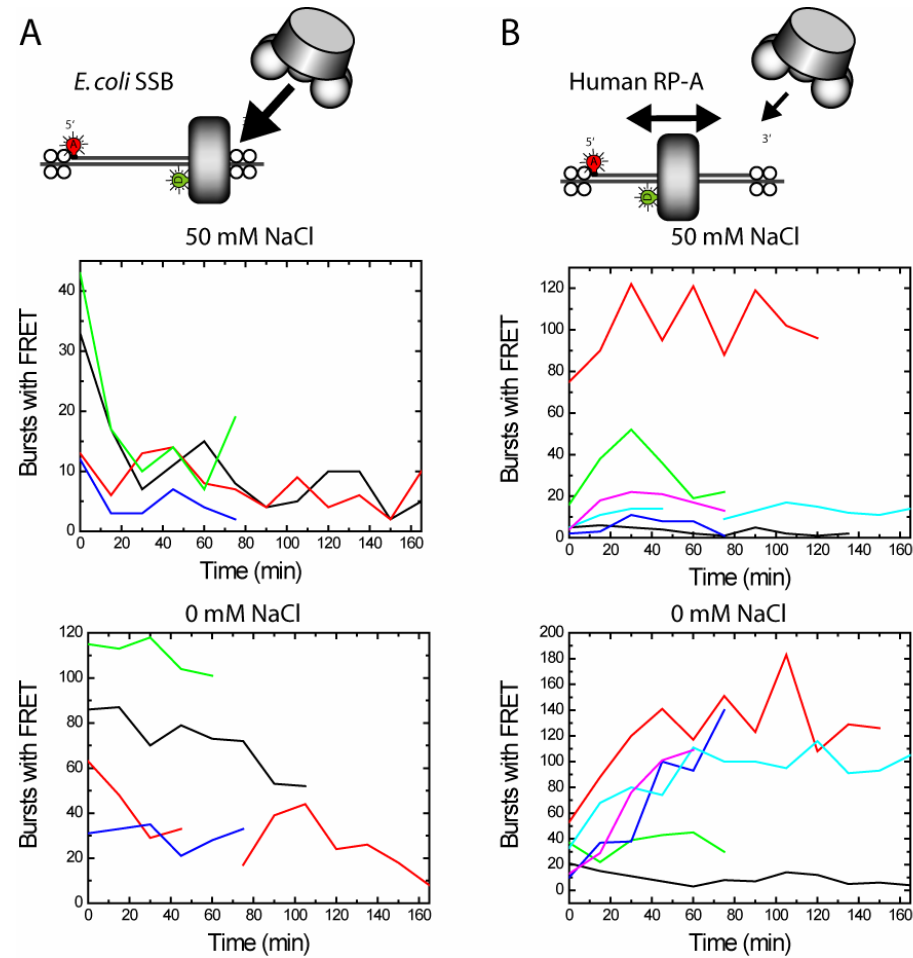 A
E. coli SSB
5'
A
D
50 mM NaCl
40
30
20
10
0
Bursts with FRET
0 20 40 60 80 100 120 140 160
Time (min)
0 mM NaCl
120
100
80
60
40
20
0
Bursts with FRET
0 20 40 60 80 100 120 140 160
Time (min)
B
Human RP-A
5'
3'
A
D
50 mM NaCl
120
100
80
60
40
20
0
Bursts with FRET
0 20 40 60 80 100 120 140 160
Time (min)
0 mM NaCl
200
180
160
140
120
100
80
60
40
20
0
Bursts with FRET
0 20 40 60 80 100 120 140 160
Time (min)